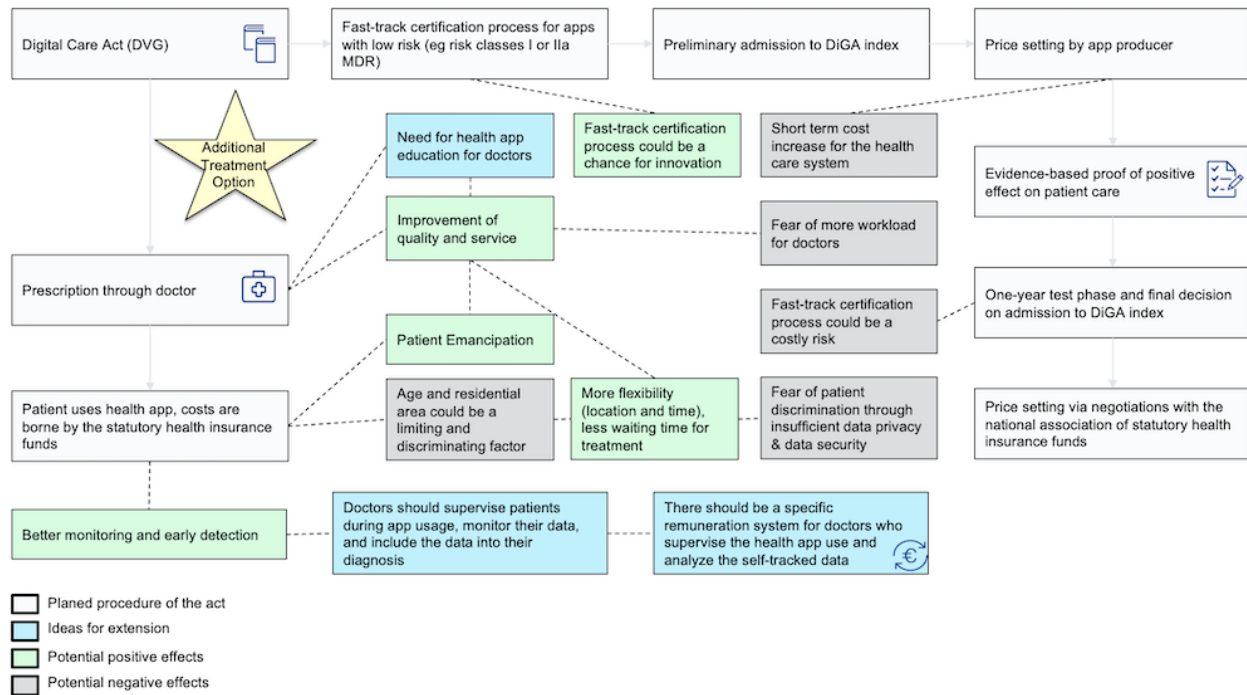 Digital Care Act (DVG)
Fast-track certification process for apps
with low risk (eg risk classes I or IIa
MDR)
Preliminary admission to DiGA index
Price setting by app producer
Additional
Treatment
Option
Need for health app
education for doctors
Fast-track certification
process could be a
chance for innovation
Short term cost
increase for the health
care system
Evidence-based proof of positive
effect on patient care
Improvement of
quality and service
Fear of more workload
for doctors
Prescription through doctor
One-year test phase and final decision
on admission to DiGA index
Fast-track certification
process could be a
costly risk
Patient Emancipation
Patient uses health app, costs are
borne by the statutory health insurance
funds
Age and residential
area could be a
limiting and
discriminating factor
More flexibility
(location and time),
less waiting time for
treatment
Fear of patient
discrimination through
insufficient data privacy
& data security
Price setting via negotiations with the
national association of statutory health
insurance funds
Better monitoring and early detection
Doctors should supervise patients
during app usage, monitor their data,
and include the data into their
diagnosis
There should be a specific
remuneration system for doctors who
supervise the health app use and
analyze the self-tracked data
€
Planed procedure of the act
Ideas for extension
Potential positive effects
Potential negative effects